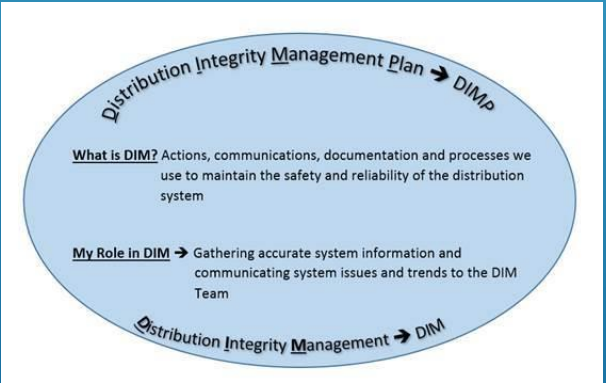 Distribution Integrity Management Plan ➔ DIMP
What is DIM? Actions, communications, documentation and processes we
use to maintain the safety and reliability of the distribution
system
My Role in DIM ➔ Gathering accurate system information and
communicating system issues and trends to the DIM
Team
Distribution Integrity Management ➔ DIM